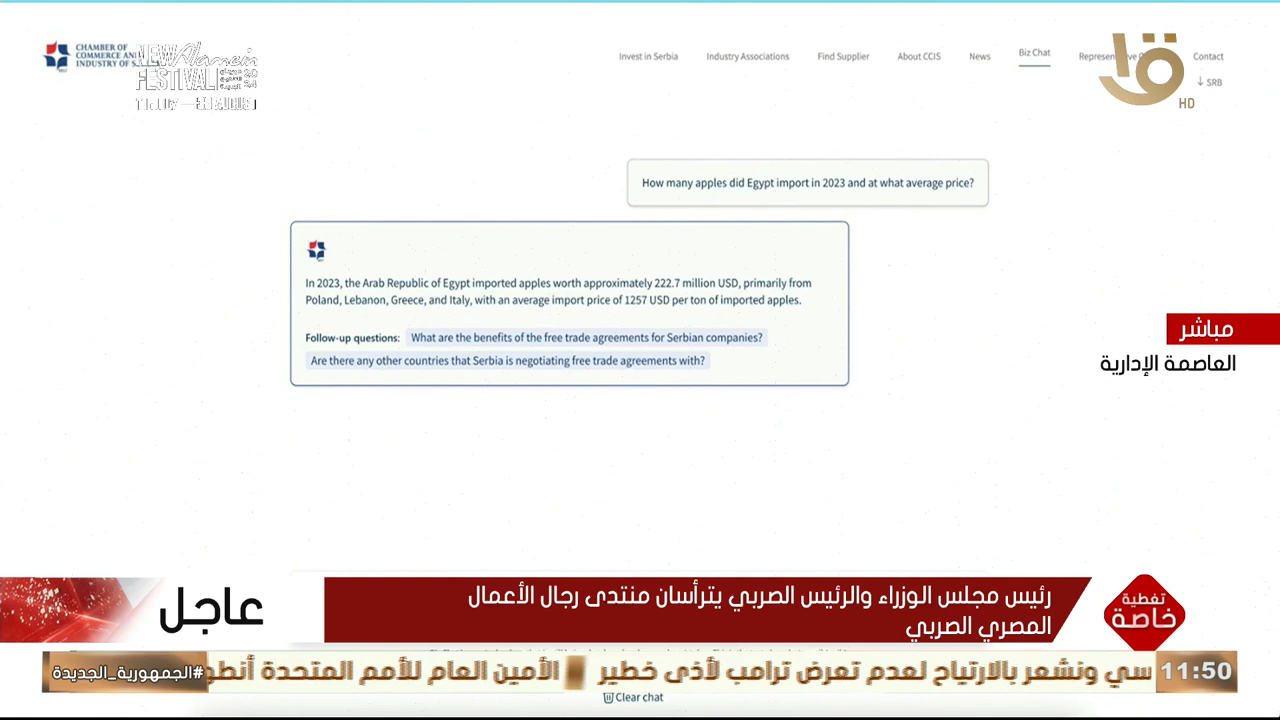 CHAMBER OF
COMMERCE AND
INDUSTRY OF
NEW Alamein
FESTIVAL
2024
Invest in Serbia
Industry Associations
Find Supplier
About CCIS
News
Biz Chat
Contact
SRB
HD
How many apples did Egypt import in 2023 and at what average price?
In 2023, the Arab Republic of Egypt imported apples worth approximately 222.7 million USD, primarily from
Poland, Lebanon, Greece, and Italy, with an average import price of 1257 USD per ton of imported apples.
Follow-up questions: What are the benefits of the free trade agreements for Serbian companies?
Are there any other countries that Serbia is negotiating free trade agreements with?
مباشر
العاصمة الإدارية
تغطية
خاصة
رئيس مجلس الوزراء والرئيس الصربي يترأسان منتدى رجال الأعمال
المصري الصربي
عاجل
11:50
سي ونشعر بالارتياح لعدم تعرض ترامب لأذى خطير
الأمين العام للأمم المتحدة
#الجمهورية_الجديدة
Clear chat